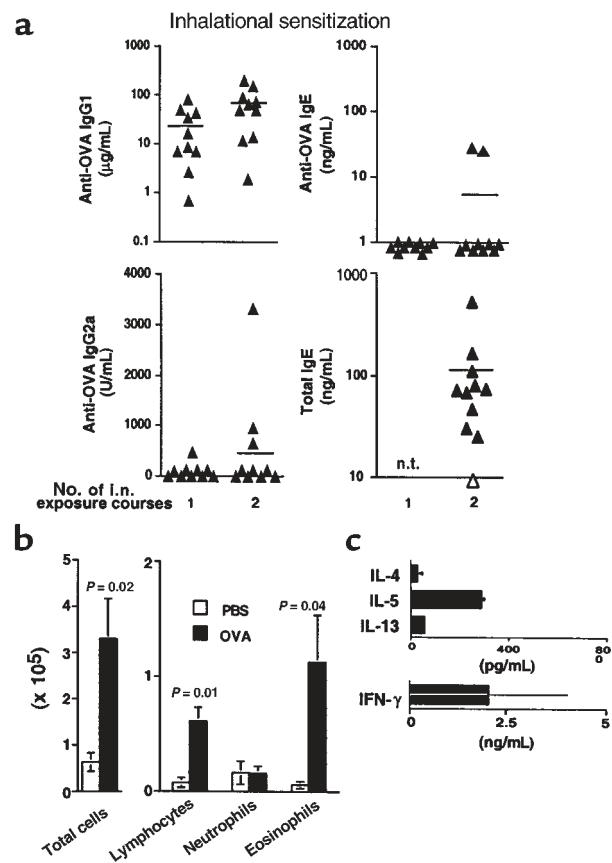 a
Inhalational sensitization
Anti-OVA IgG1
(µg/mL)
1000
100
10
1
0.1
Anti-OVA IgE
(ng/mL)
1000
100
10
1
Anti-OVA IgG2a
(U/mL)
4000
3000
2000
1000
0
Total IgE
(ng/mL)
1000
100
10
n.t.
No. of i.n.
exposure courses
1 2
1 2
b
(x 10⁵)
5
4
3
2
1
0
P = 0.02
Total cells
2
1
0
PBS
OVA
P = 0.01
P = 0.04
Lymphocytes
Neutrophils
Eosinophils
c
IL-4
IL-5
IL-13
0 400 80
0
(pg/mL)
IFN-γ
0 2.5 5
(ng/mL)